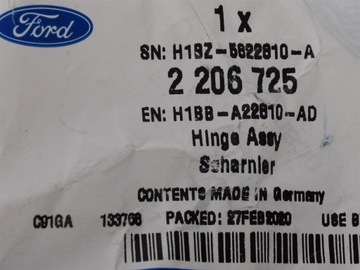 Ford
1 x
SN: H1BZ-5822810-A
2 206 725
EN: H1BB-A22810-AD
Hinge Assy
Scharnier
CONTENTS MADE IN Germany
C91GA 133768 PACKED: 27FEB2020 USE B